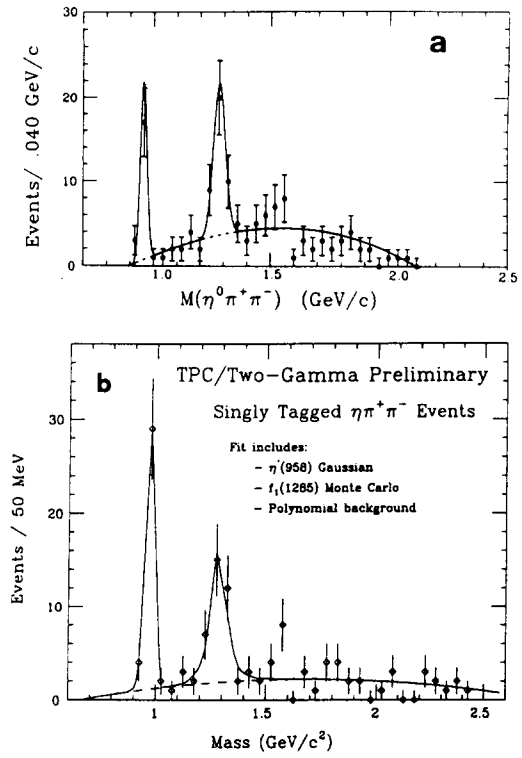 a
Events/ .040 GeV/c
30
20
10
0
1.0 1.5 2.0 2.5
M(η⁰π⁺π⁻) (GeV/c)
b
TPC/Two-Gamma Preliminary
Singly Tagged ηπ⁺π⁻ Events
Fit includes:
– η'(958) Gaussian
– f₁(1285) Monte Carlo
– Polynomial background
Events / 50 MeV
30
20
10
0
1 1.5 2 2.5
Mass (GeV/c²)